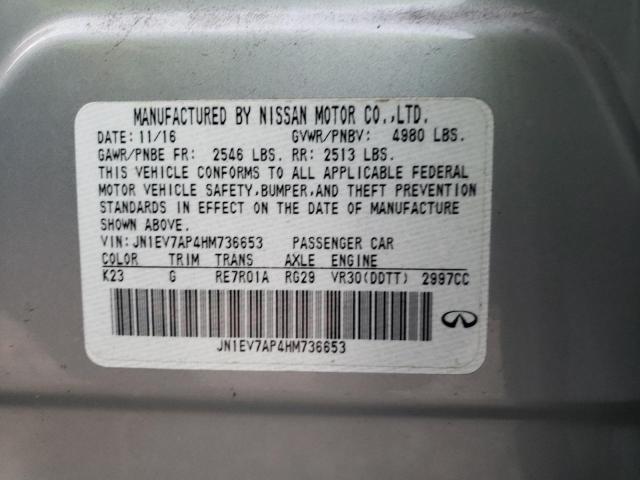 MANUFACTURED BY NISSAN MOTOR CO.,LTD.
DATE: 11/16 GVWR/PNBV: 4980 LBS.
GAWR/PNBE FR: 2546 LBS. RR: 2513 LBS.
THIS VEHICLE CONFORMS TO ALL APPLICABLE FEDERAL
MOTOR VEHICLE SAFETY,BUMPER,AND THEFT PREVENTION
STANDARDS IN EFFECT ON THE DATE OF MANUFACTURE
SHOWN ABOVE.
VIN: JN1EV7AP4HM736653 PASSENGER CAR
COLOR TRIM TRANS AXLE ENGINE
K23 G RE7R01A RG29 VR30(DDTT) 2997CC
JN1EV7AP4HM736653